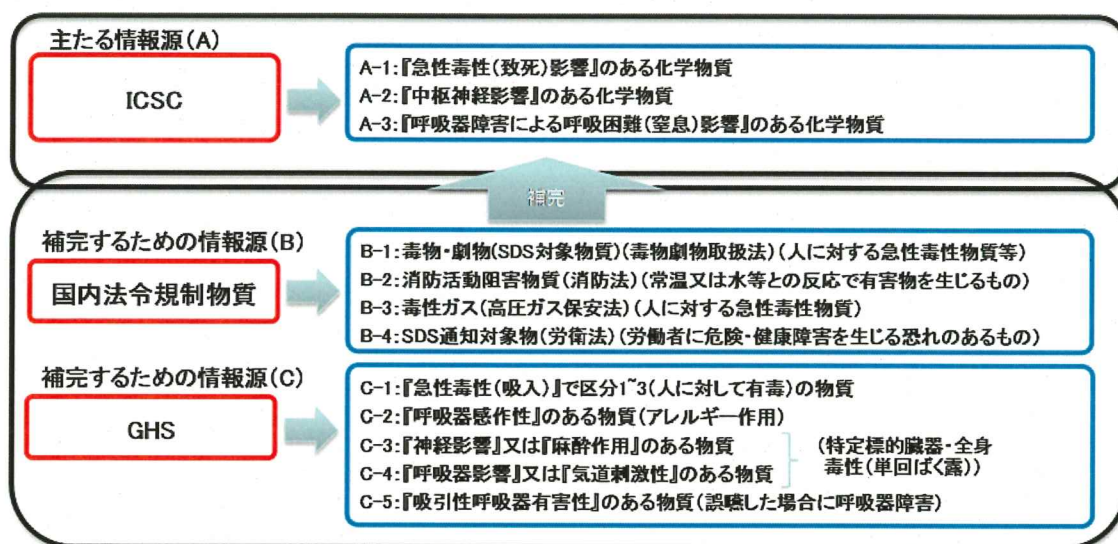 主たる情報源(A)
ICSC
A-1:『急性毒性(致死)影響』のある化学物質
A-2:『中枢神経影響』のある化学物質
A-3:『呼吸器障害による呼吸困難(窒息)影響』のある化学物質
補完
補完するための情報源(B)
国内法令規制物質
B-1:毒物・劇物(SDS対象物質)(毒物劇物取扱法)(人に対する急性毒性物質等)
B-2:消防活動阻害物質(消防法)(常温又は水等との反応で有害物を生じるもの)
B-3:毒性ガス(高圧ガス保安法)(人に対する急性毒性物質)
B-4:SDS通知対象物(労衛法)(労働者に危険・健康障害を生じる恐れのあるもの)
補完するための情報源(C)
GHS
C-1:『急性毒性(吸入)』で区分1~3(人に対して有毒)の物質
C-2:『呼吸器感作性』のある物質(アレルギー作用)
C-3:『神経影響』又は『麻酔作用』のある物質
C-4:『呼吸器影響』又は『気道刺激性』のある物質
(特定標的臓器・全身
毒性(単回ばく露))
C-5:『吸引性呼吸器有害性』のある物質(誤嚥した場合に呼吸器障害)